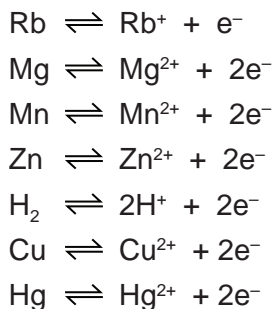 Rb ⇌ Rb⁺ + e⁻
Mg ⇌ Mg²⁺ + 2e⁻
Mn ⇌ Mn²⁺ + 2e⁻
Zn ⇌ Zn²⁺ + 2e⁻
H₂ ⇌ 2H⁺ + 2e⁻
Cu ⇌ Cu²⁺ + 2e⁻
Hg ⇌ Hg²⁺ + 2e⁻